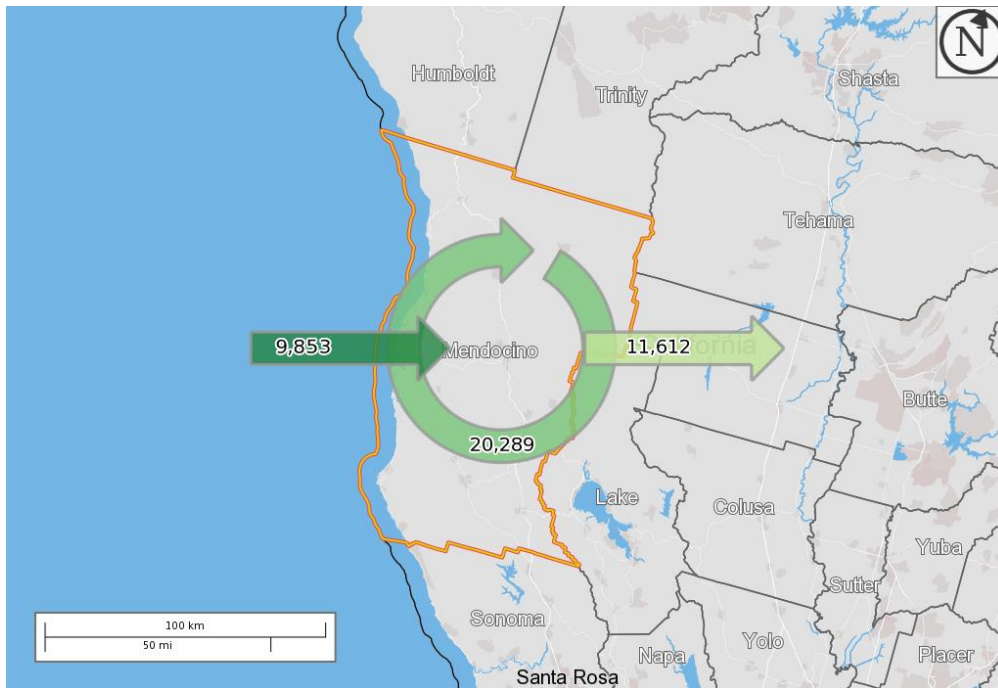 N
Humboldt
Trinity
Shasta
Tehama
9,853
Mendocino
11,612
Butte
20,289
Lake
Colusa
Yuba
Sutter
Sonoma
Yolo
Napa
Placer
Santa Rosa
100 km
50 mi